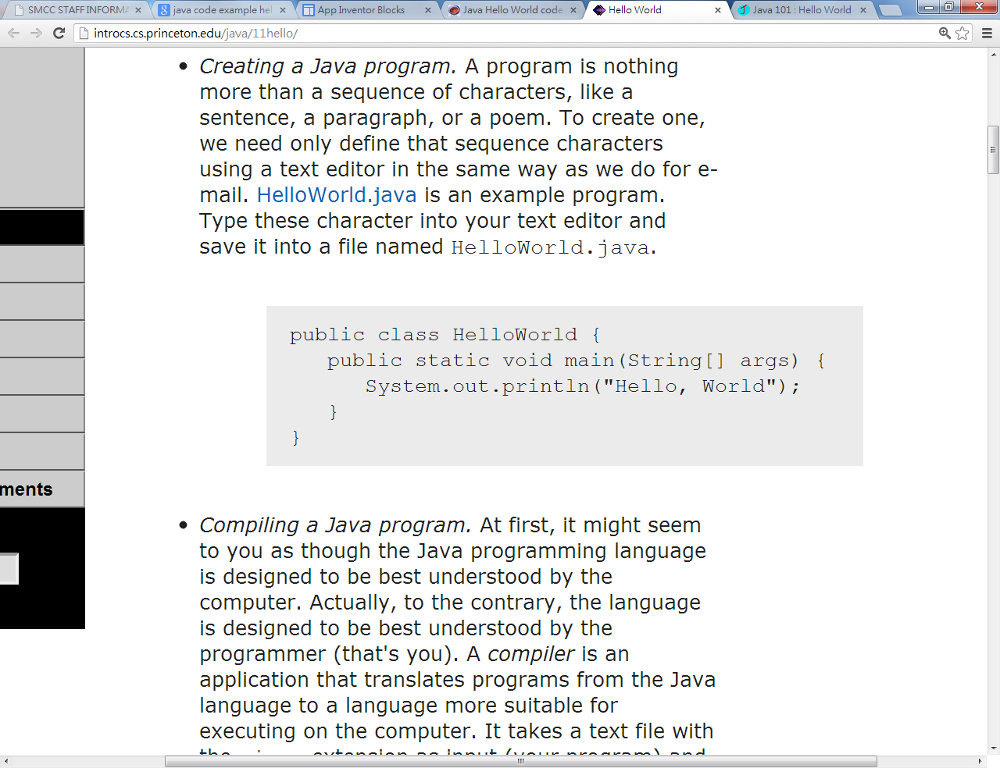 SMCC STAFF INFORMA
java code example hel
App Inventor Blocks
Java Hello World code
Hello World
Java 101 : Hello World
introcs.cs.princeton.edu/java/11hello/
• Creating a Java program. A program is nothing
more than a sequence of characters, like a
sentence, a paragraph, or a poem. To create one,
we need only define that sequence characters
using a text editor in the same way as we do for e-
mail. HelloWorld.java is an example program.
Type these character into your text editor and
save it into a file named HelloWorld.java.
public class HelloWorld {
   public static void main(String[] args) {
      System.out.println("Hello, World");
   }
}
ments
• Compiling a Java program. At first, it might seem
to you as though the Java programming language
is designed to be best understood by the
computer. Actually, to the contrary, the language
is designed to be best understood by the
programmer (that's you). A compiler is an
application that translates programs from the Java
language to a language more suitable for
executing on the computer. It takes a text file with
the .java extension as input (your program) and